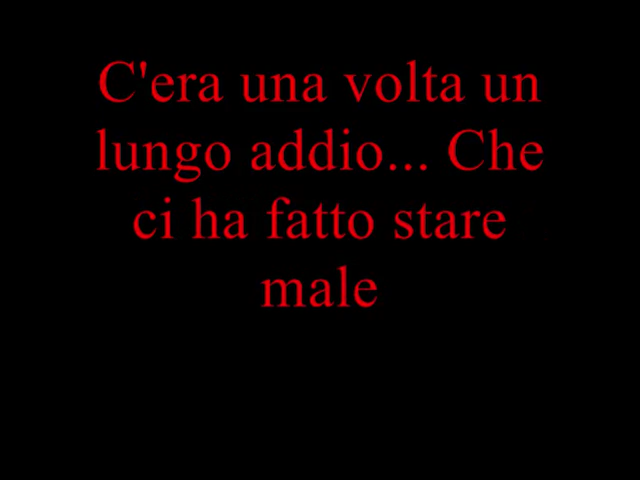 C'era una volta un
lungo addio... Che
ci ha fatto stare
male